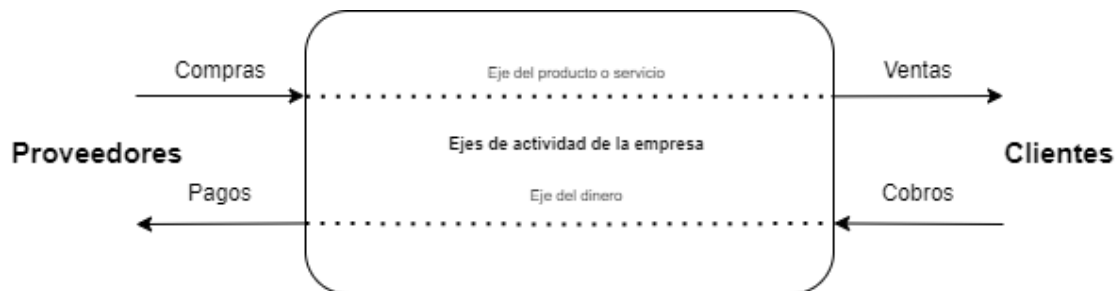 Compras
Eje del producto o servicio
Ventas
Proveedores
Ejes de actividad de la empresa
Clientes
Pagos
Eje del dinero
Cobros